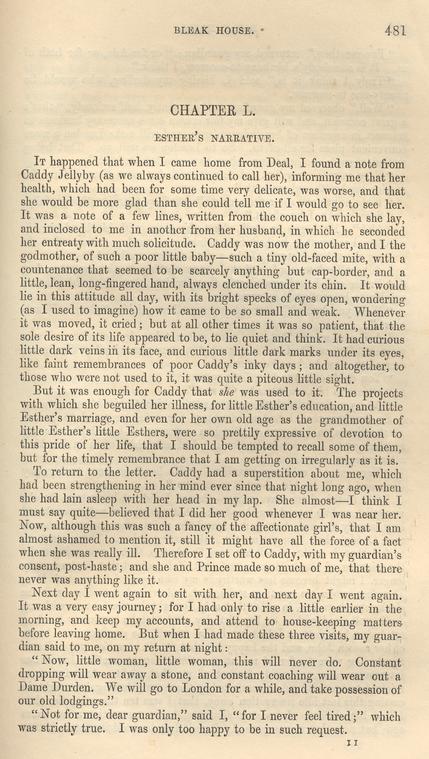 BLEAK HOUSE. 481
CHAPTER L.
ESTHER'S NARRATIVE.
IT happened that when I came home from Deal, I found a note from
Caddy Jellyby (as we always continued to call her), informing me that her
health, which had been for some time very delicate, was worse, and that
she would be more glad than she could tell me if I would go to see her.
It was a note of a few lines, written from the couch on which she lay,
and inclosed to me in another from her husband, in which he seconded
her entreaty with much solicitude. Caddy was now the mother, and I the
godmother, of such a poor little baby—such a tiny old-faced mite, with a
countenance that seemed to be scarcely anything but cap-border, and a
little, lean, long-fingered hand, always clenched under its chin. It would
lie in this attitude all day, with its bright specks of eyes open, wondering
(as I used to imagine) how it came to be so small and weak. Whenever
it was moved, it cried; but at all other times it was so patient, that the
sole desire of its life appeared to be, to lie quiet and think. It had curious
little dark veins in its face, and curious little dark marks under its eyes,
like faint remembrances of poor Caddy's inky days; and altogether, to
those who were not used to it, it was quite a piteous little sight.
But it was enough for Caddy that she was used to it. The projects
with which she beguiled her illness, for little Esther's education, and little
Esther's marriage, and even for her own old age as the grandmother of
little Esther's little Esthers, were so prettily expressive of devotion to
this pride of her life, that I should be tempted to recall some of them,
but for the timely remembrance that I am getting on irregularly as it is.
To return to the letter. Caddy had a superstition about me, which
had been strengthening in her mind ever since that night long ago, when
she had lain asleep with her head in my lap. She almost—I think I
must say quite—believed that I did her good whenever I was near her.
Now, although this was such a fancy of the affectionate girl's, that I am
almost ashamed to mention it, still it might have all the force of a fact
when she was really ill. Therefore I set off to Caddy, with my guardian's
consent, post-haste; and she and Prince made so much of me, that there
never was anything like it.
Next day I went again to sit with her, and next day I went again.
It was a very easy journey; for I had only to rise a little earlier in the
morning, and keep my accounts, and attend to house-keeping matters
before leaving home. But when I had made these three visits, my guar-
dian said to me, on my return at night:
"Now, little woman, little woman, this will never do. Constant
dropping will wear away a stone, and constant coaching will wear out a
Dame Durden. We will go to London for a while, and take possession of
our old lodgings."
"Not for me, dear guardian," said I, "for I never feel tired;" which
was strictly true. I was only too happy to be in such request.
I I